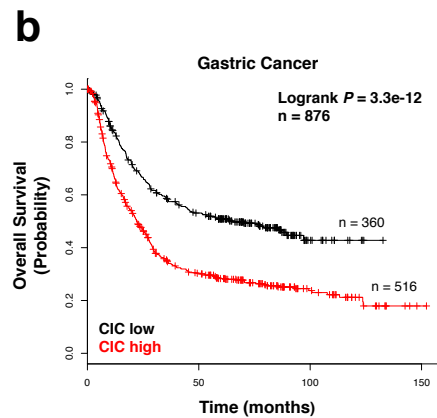 b
Gastric Cancer
Logrank P = 3.3e-12
n = 876
Overall Survival
(Probability)
1.0
0.8
0.6
0.4
0.2
0.0
n = 360
n = 516
CIC low
CIC high
0 50 100 150
Time (months)